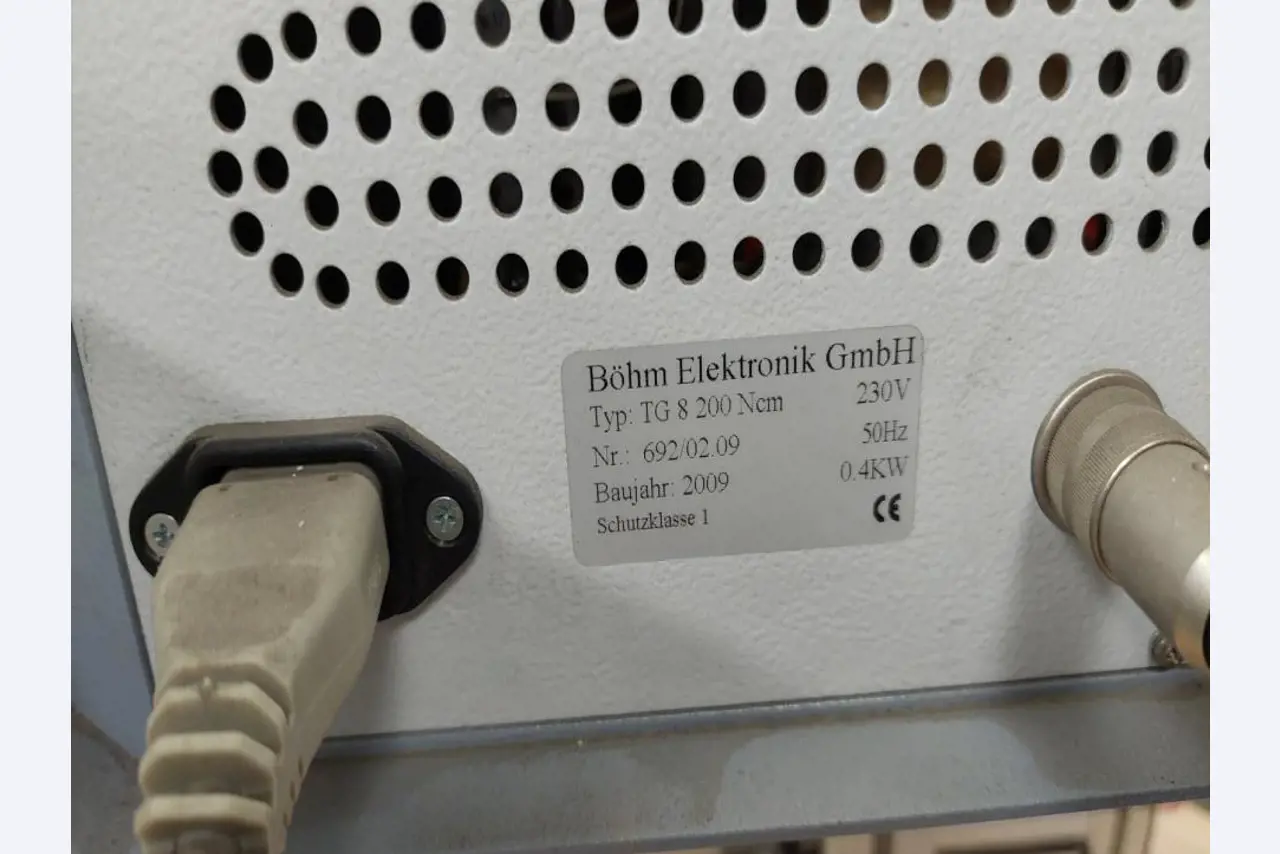 Böhm Elektronik GmbH
Typ: TG 8 200 Ncm 230V
Nr.: 692/02.09 50Hz
Baujahr: 2009 0.4KW
Schutzklasse 1 CE